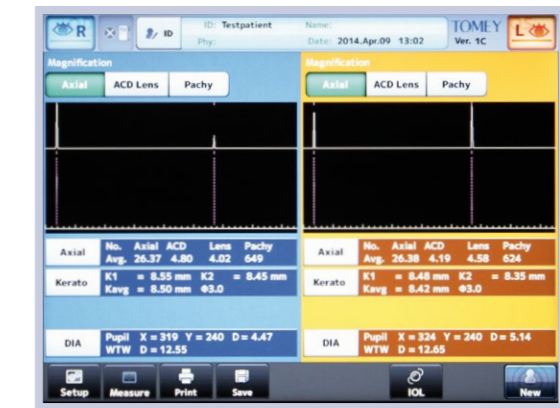 R
ID
ID: Testpatient
Name:
TOMEY
L
Phy:
Date: 2014.Apr.09 13:02
Ver. 1C
Magnification
Axial ACD Lens Pachy
No. Axial ACD Lens Pachy
Axial
Avg. 26.37 4.80 4.02 649
K1 = 8.55 mm K2 = 8.45 mm
Kerato
Kavg = 8.50 mm Φ3.0
Pupil X = 319 Y = 240 D = 4.47
DIA
WTW D = 12.55
Magnification
Axial ACD Lens Pachy
No. Axial ACD Lens Pachy
Axial
Avg. 26.38 4.19 4.58 624
K1 = 8.48 mm K2 = 8.35 mm
Kerato
Kavg = 8.42 mm Φ3.0
Pupil X = 324 Y = 240 D = 5.14
DIA
WTW D = 12.65
Setup Measure Print Save IOL New